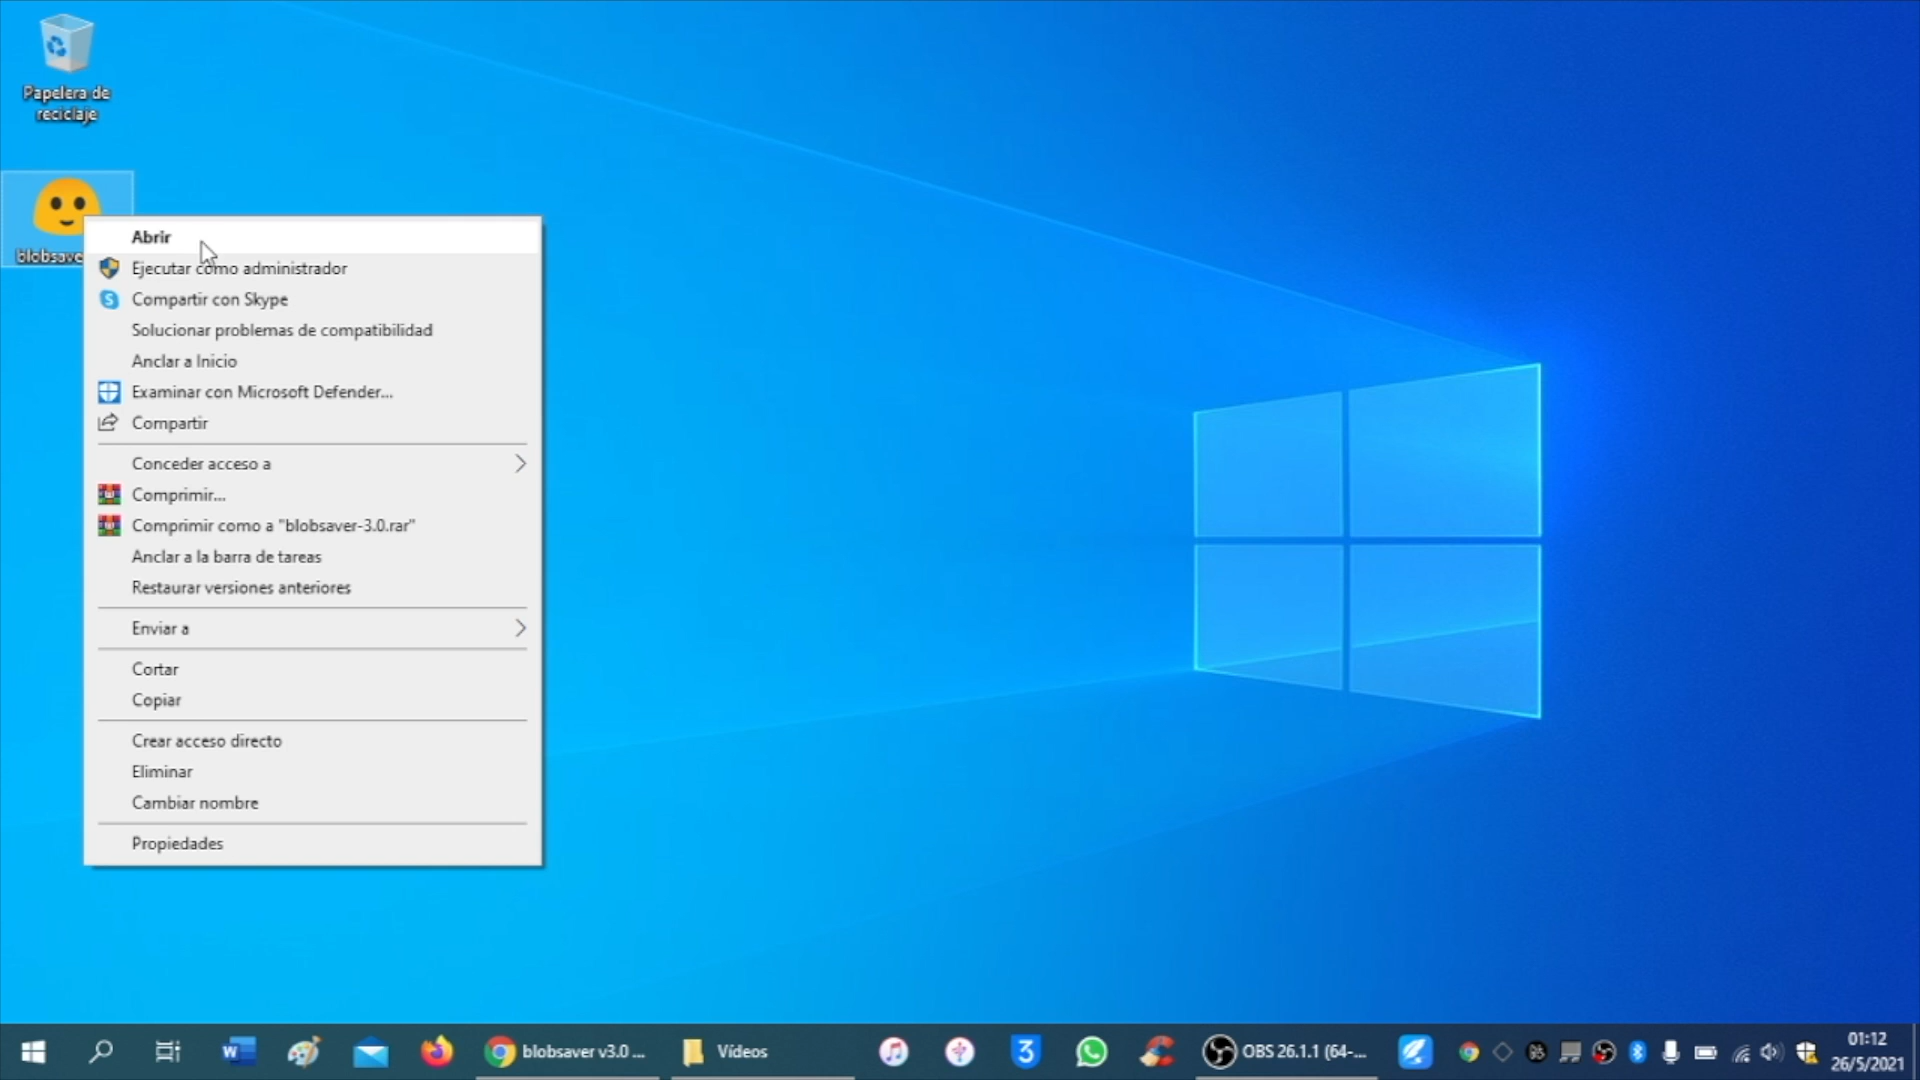 Papelera de
reciclaje
blobsave
Abrir
Ejecutar como administrador
Compartir con Skype
Solucionar problemas de compatibilidad
Anclar a Inicio
Examinar con Microsoft Defender...
Compartir
Conceder acceso a
Comprimir...
Comprimir como a "blobsaver-3.0.rar"
Anclar a la barra de tareas
Restaurar versiones anteriores
Enviar a
Cortar
Copiar
Crear acceso directo
Eliminar
Cambiar nombre
Propiedades
blobsaver v3.0 ...
Vídeos
OBS 26.1.1 (64-...
01:12
26/5/2021